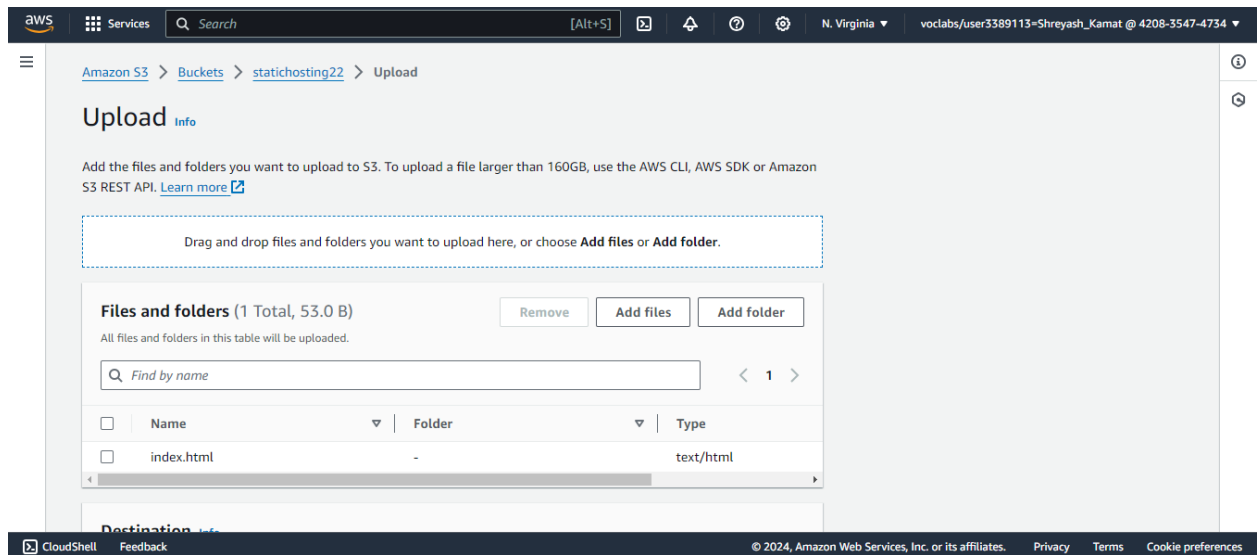 aws Services Search [Alt+S] N. Virginia ▼ voclabs/user3389113=Shreyash_Kamat @ 4208-3547-4734 ▼
Amazon S3 > Buckets > statichosting22 > Upload
Upload Info
Add the files and folders you want to upload to S3. To upload a file larger than 160GB, use the AWS CLI, AWS SDK or Amazon
S3 REST API. Learn more
Drag and drop files and folders you want to upload here, or choose Add files or Add folder.
Files and folders (1 Total, 53.0 B) Remove Add files Add folder
All files and folders in this table will be uploaded.
Find by name < 1 >
Name Folder Type
index.html - text/html
Destination Info
CloudShell Feedback © 2024, Amazon Web Services, Inc. or its affiliates. Privacy Terms Cookie preferences